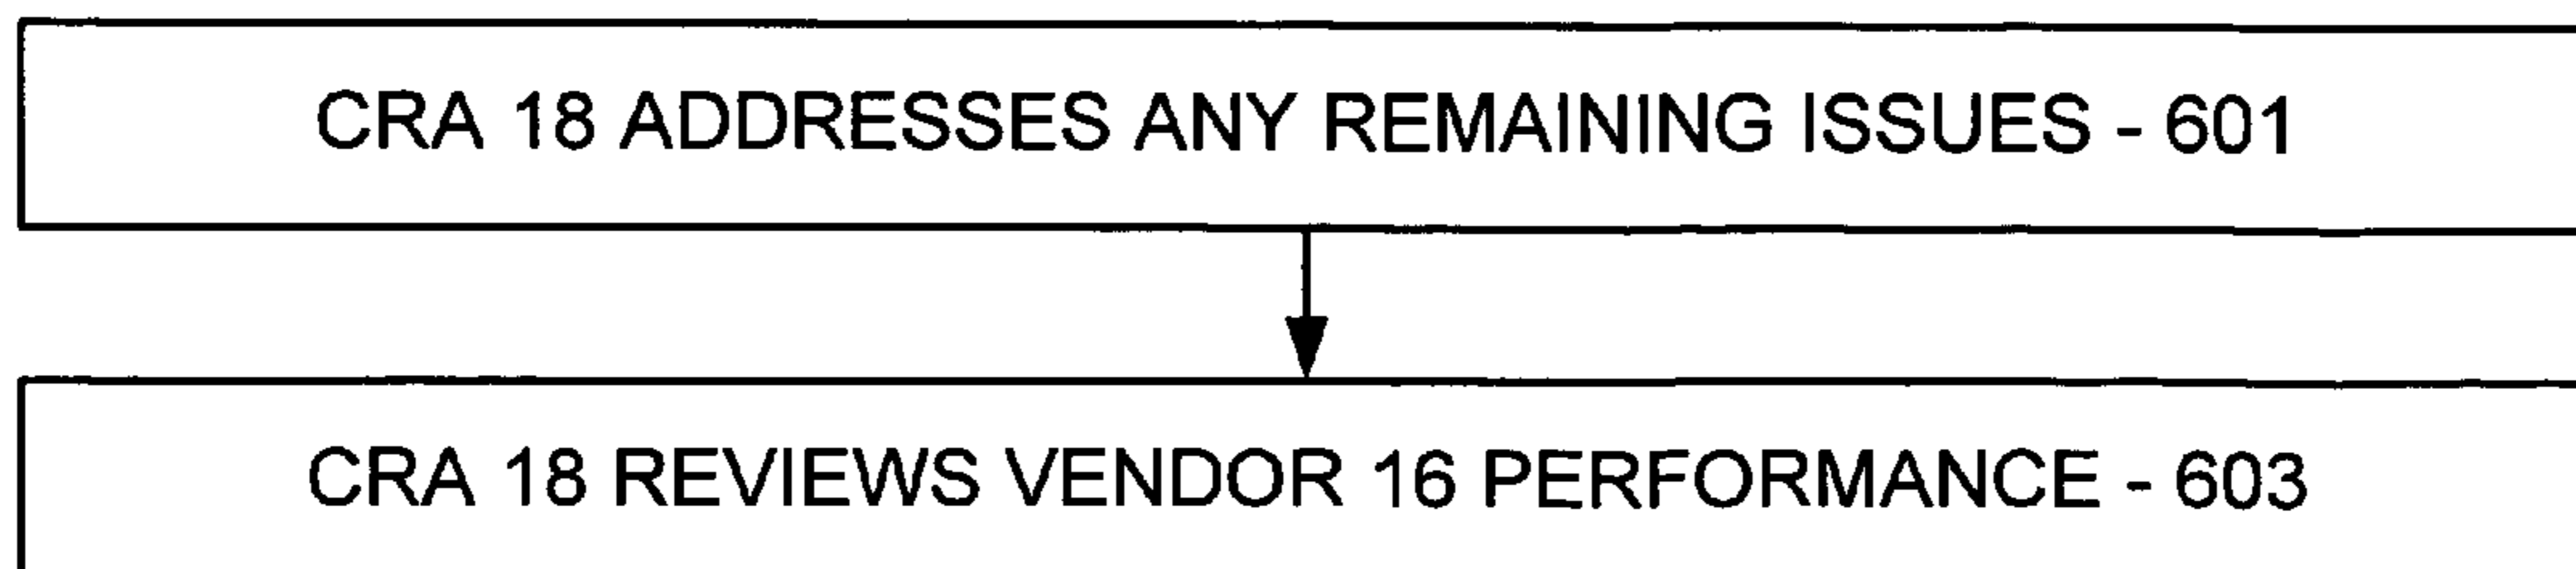 CRA 18 ADDRESSES ANY REMAINING ISSUES - 601
CRA 18 REVIEWS VENDOR 16 PERFORMANCE - 603